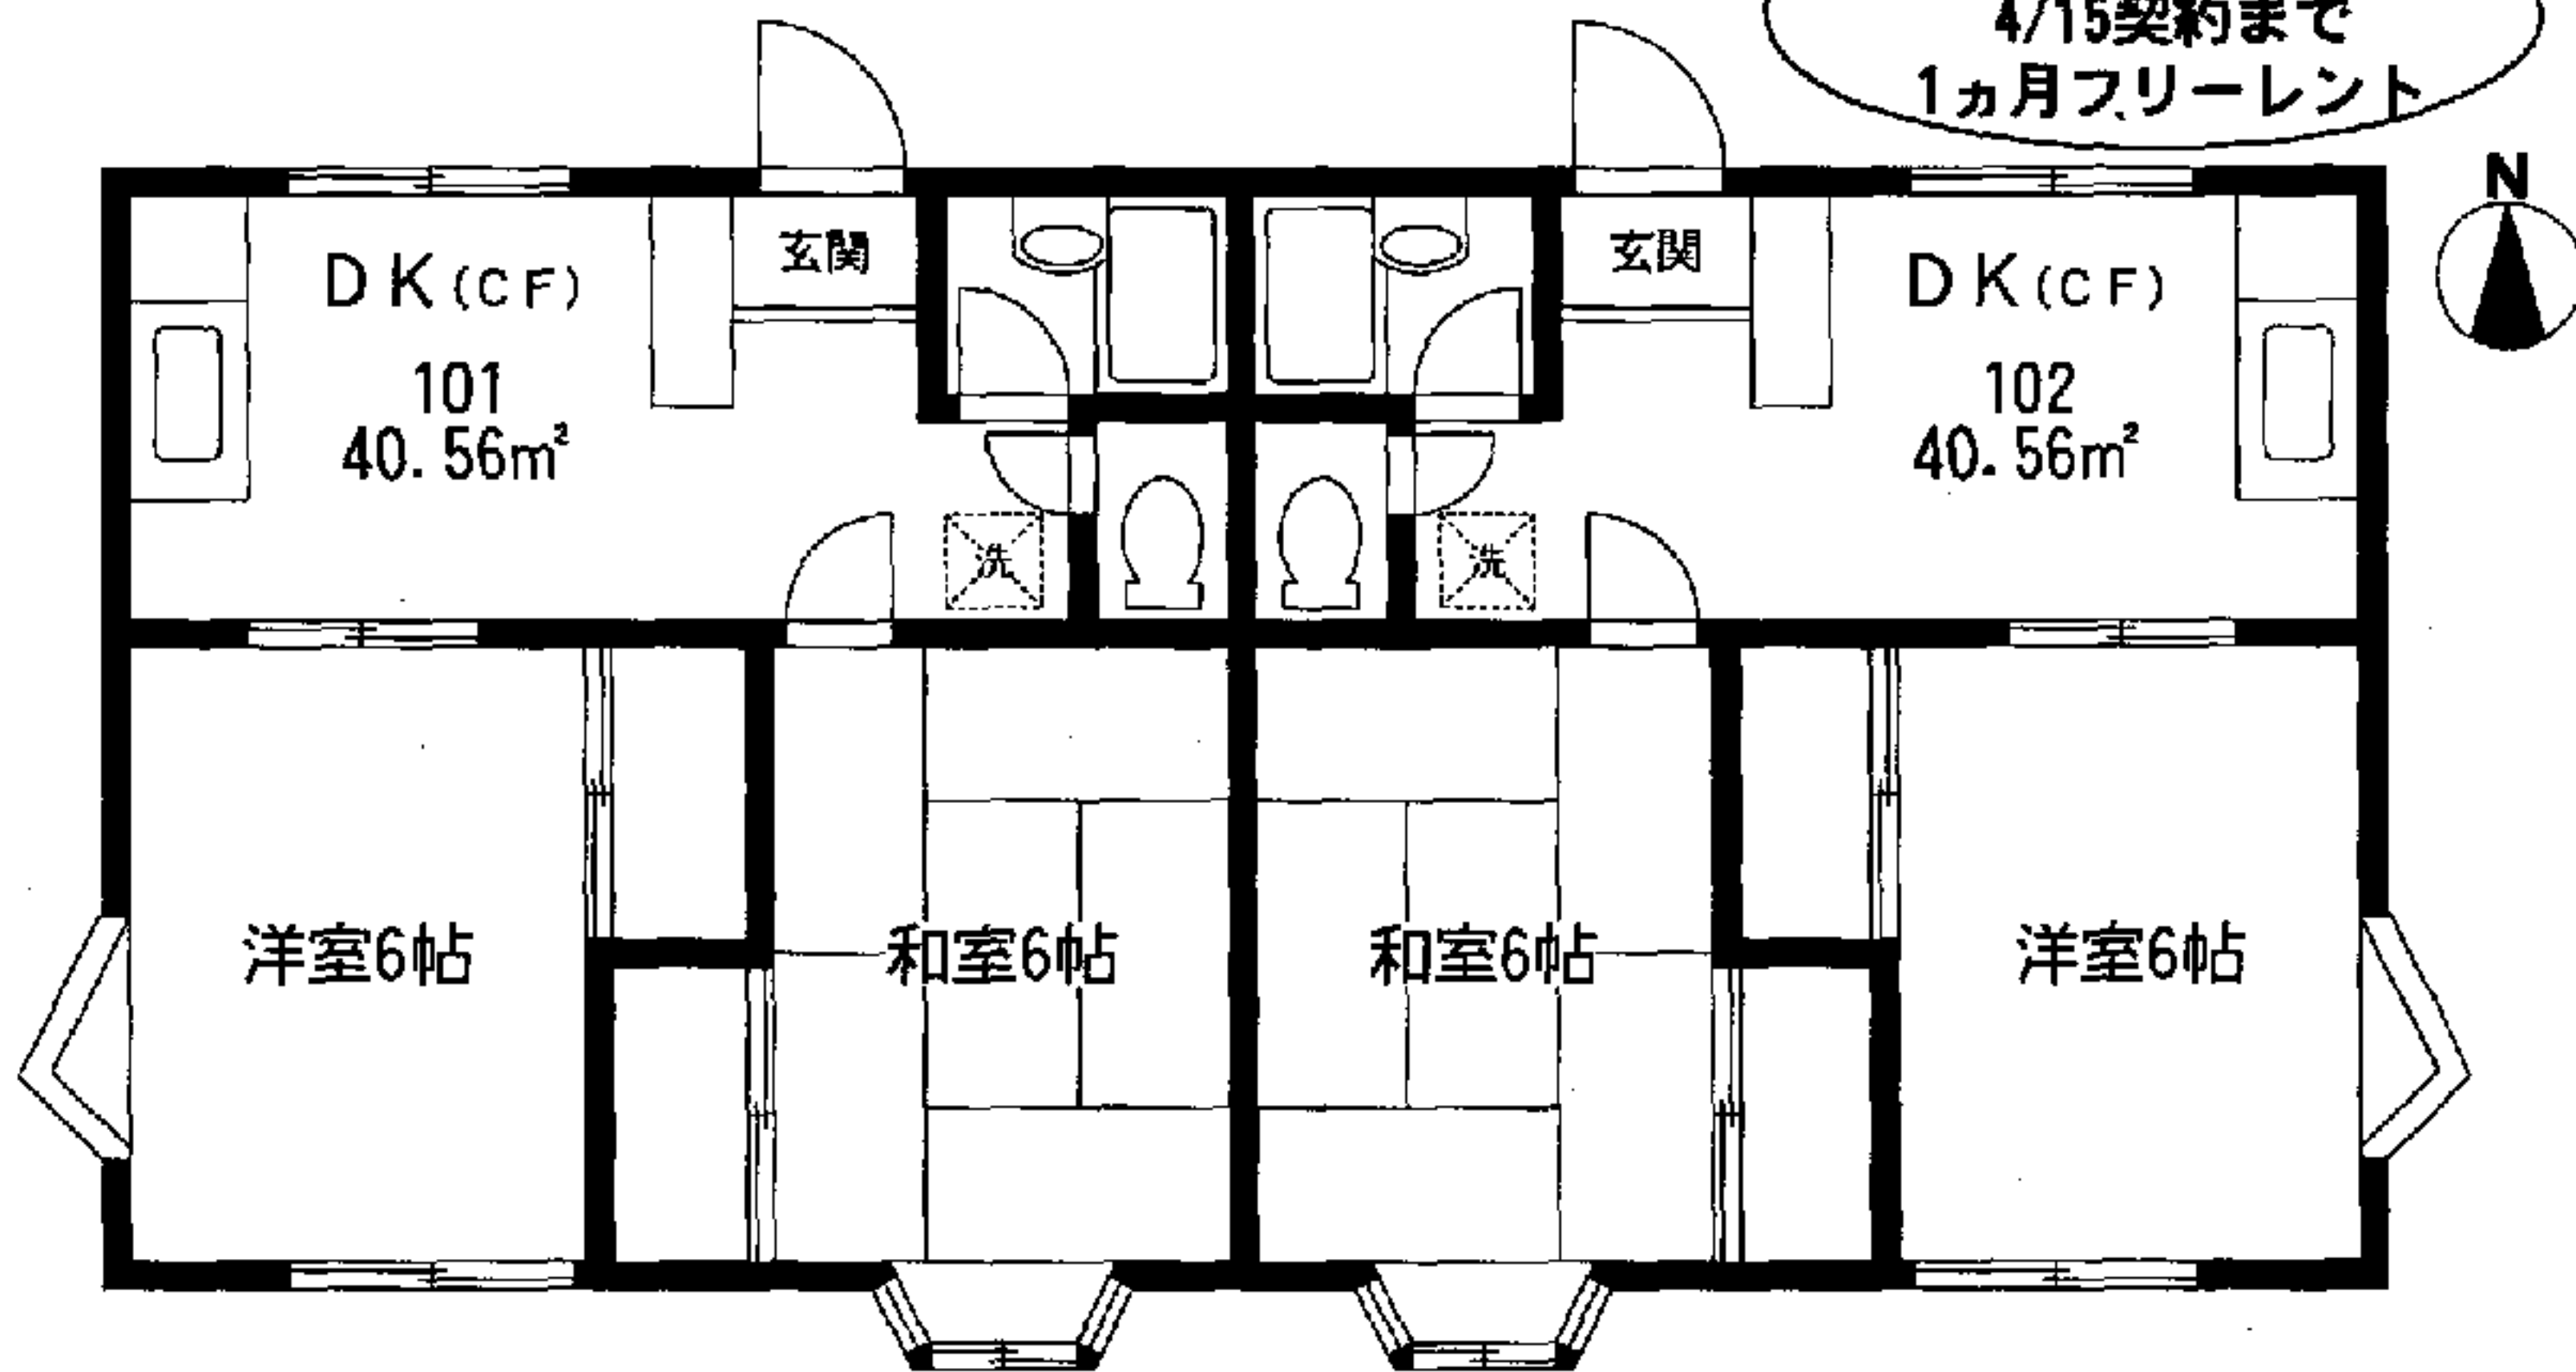 4/15契約まで
1ヵ月フリーレント
N
玄関
玄関
DK(CF)
101
40.56m²
DK(CF)
102
40.56m²
洗
洗
洋室6帖
和室6帖
和室6帖
洋室6帖